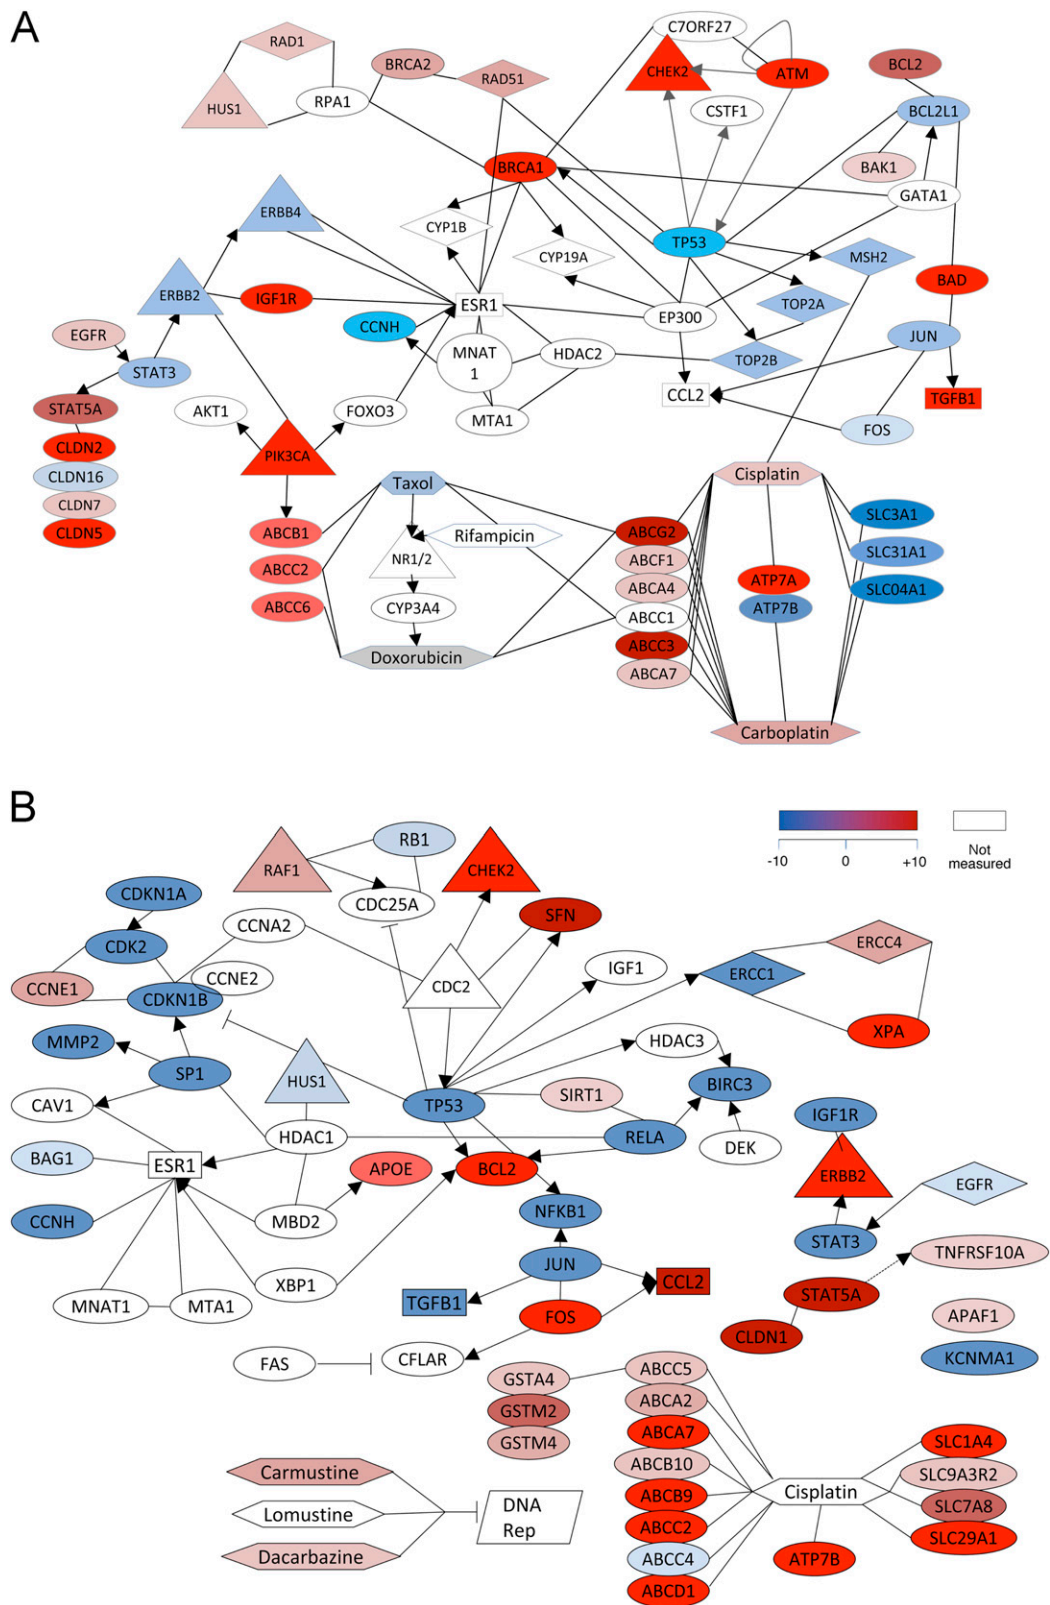 A
C7ORF27
RAD1
BRCA2
RAD51
CHEK2
ATM
BCL2
HUS1
RPA1
CSTF1
BCL2L1
BRCA1
BAK1
GATA1
ERBB4
CYP1B
TP53
CYP19A
MSH2
ERBB2
IGF1R
ESR1
BAD
TOP2A
EP300
CCNH
EGFR
JUN
MNAT
1
HDAC2
TOP2B
STAT3
CCL2
TGFB1
STAT5A
AKT1
FOXO3
MTA1
FOS
CLDN2
PIK3CA
CLDN16
Taxol
Cisplatin
CLDN7
SLC3A1
CLDN5
ABCB1
Rifampicin
ABCG2
SLC31A1
NR1/2
ABCF1
ABCC2
ATP7A
ABCA4
SLC04A1
ABCC6
CYP3A4
ATP7B
ABCC1
ABCC3
Doxorubicin
ABCA7
Carboplatin
B
-10 0 +10
Not
measured
RB1
RAF1
CHEK2
CDKN1A
CDC25A
SFN
CCNA2
CDK2
ERCC4
IGF1
ERCC1
CCNE2
CCNE1
CDC2
CDKN1B
XPA
MMP2
HDAC3
SP1
HUS1
BIRC3
SIRT1
TP53
CAV1
IGF1R
HDAC1
RELA
DEK
BAG1
ESR1
APOE
BCL2
ERBB2
EGFR
CCNH
MBD2
NFKB1
STAT3
TNFRSF10A
JUN
XBP1
CCL2
STAT5A
MNAT1
MTA1
TGFB1
FOS
APAF1
CLDN1
KCNMA1
FAS
CFLAR
ABCC5
GSTA4
ABCA2
GSTM2
ABCA7
SLC1A4
GSTM4
ABCB10
SLC9A3R2
Carmustine
ABCB9
Cisplatin
SLC7A8
Lomustine
DNA
Rep
ABCC2
SLC29A1
Dacarbazine
ABCC4
ATP7B
ABCD1